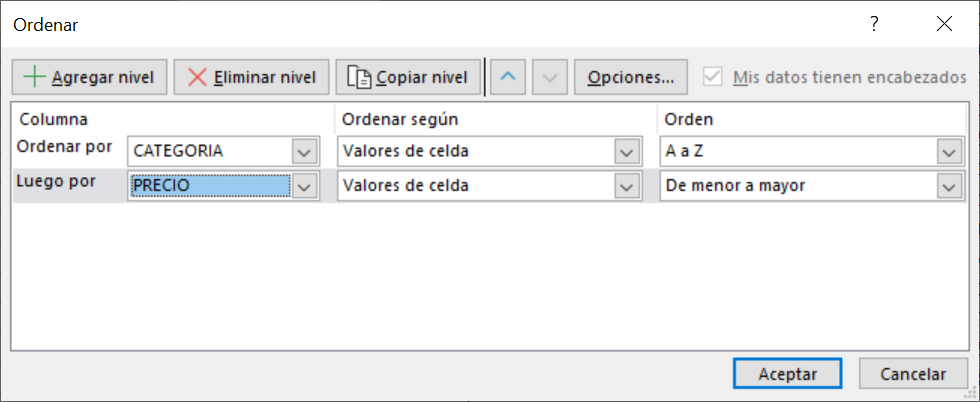 Ordenar ?
Agregar nivel Eliminar nivel Copiar nivel Opciones... Mis datos tienen encabezados
Columna Ordenar según Orden
Ordenar por CATEGORIA Valores de celda A a Z
Luego por PRECIO Valores de celda De menor a mayor
Aceptar Cancelar